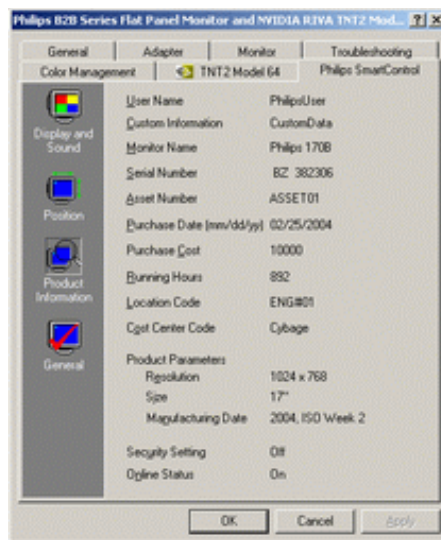 Philips B2B Series Flat Panel Monitor and NVIDIA RIVA TNT2 Mod...
General Adapter Monitor Troubleshooting
Color Management TNT2 Model 64 Philips SmartControl
Display and
Sound
Position
Product
Information
General
User Name PhilipsUser
Custom Information CustomData
Monitor Name Philips 170B
Serial Number BZ 382306
Asset Number ASSET01
Purchase Date (mm/dd/yy) 02/25/2004
Purchase Cost 10000
Running Hours 892
Location Code ENG#01
Cost Center Code Cybage
Product Parameters
Resolution 1024 x 768
Size 17"
Manufacturing Date 2004, ISO Week 2
Security Setting Off
Online Status On
OK Cancel Apply